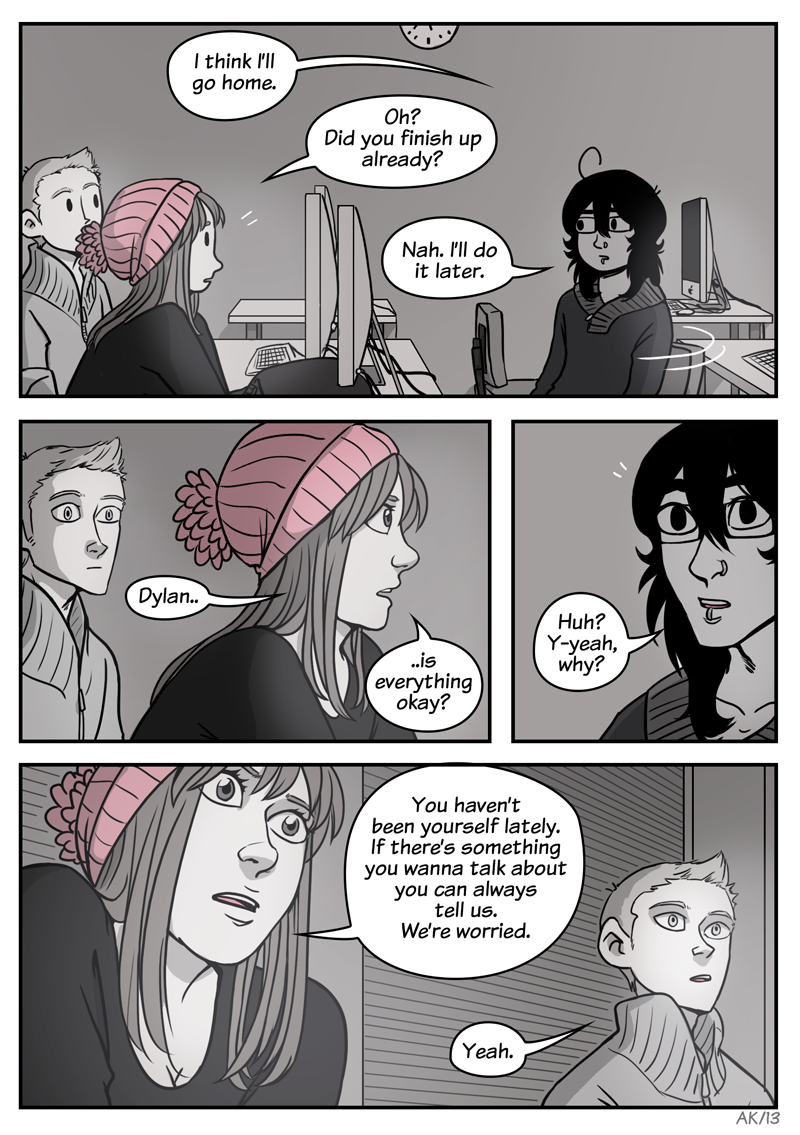 I think I'll
go home.
Oh?
Did you finish up
already?
Nah. I'll do
it later.
Dylan..
..is
everything
okay?
Huh?
Y-yeah,
why?
You haven't
been yourself lately.
If there's something
you wanna talk about
you can always
tell us.
We're worried.
Yeah.
AK/13